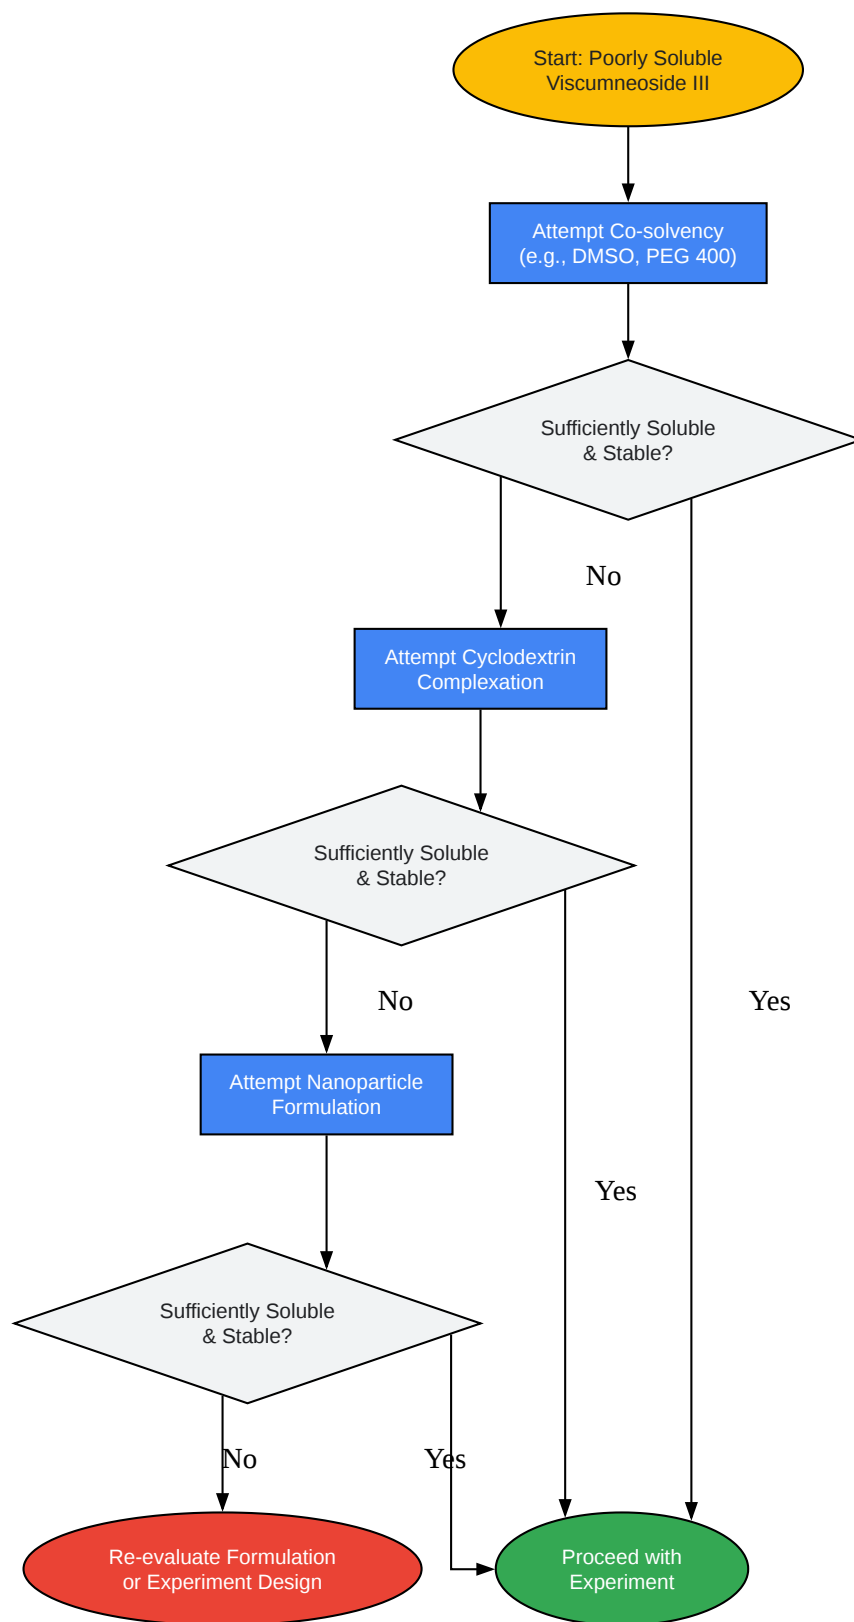 Start: Poorly Soluble
Viscumneoside III
Attempt Co-solvency
(e.g., DMSO, PEG 400)
Sufficiently Soluble
& Stable?
No
Attempt Cyclodextrin
Complexation
Sufficiently Soluble
& Stable?
No
Yes
Attempt Nanoparticle
Formulation
Yes
Sufficiently Soluble
& Stable?
No
Yes
Re-evaluate Formulation
or Experiment Design
Proceed with
Experiment